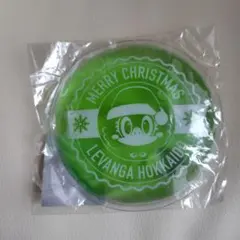 MERRY CHRISTMAS
LEVANGA HOKKAIDO